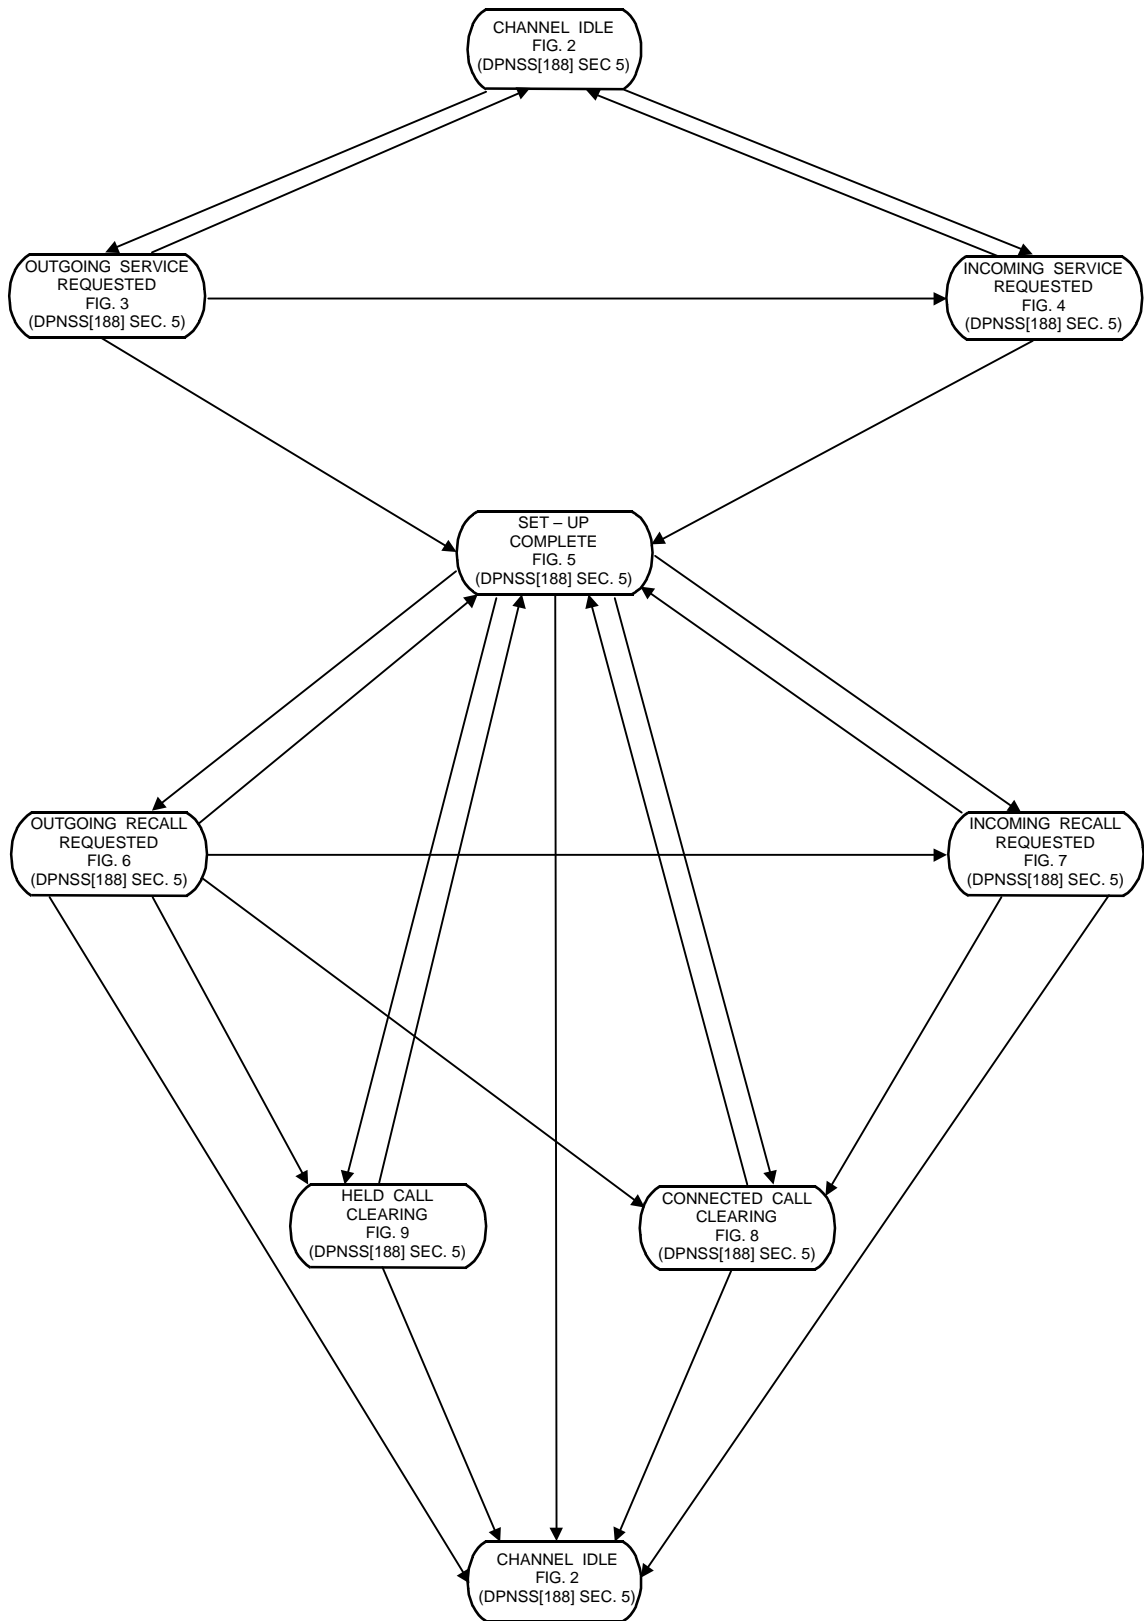 CHANNEL IDLE
FIG. 2
(DPNSS[188] SEC 5)
OUTGOING SERVICE
REQUESTED
FIG. 3
(DPNSS[188] SEC. 5)
INCOMING SERVICE
REQUESTED
FIG. 4
(DPNSS[188] SEC. 5)
SET – UP
COMPLETE
FIG. 5
(DPNSS[188] SEC. 5)
OUTGOING RECALL
REQUESTED
FIG. 6
(DPNSS[188] SEC. 5)
INCOMING RECALL
REQUESTED
FIG. 7
(DPNSS[188] SEC. 5)
HELD CALL
CLEARING
FIG. 9
(DPNSS[188] SEC. 5)
CONNECTED CALL
CLEARING
FIG. 8
(DPNSS[188] SEC. 5)
CHANNEL IDLE
FIG. 2
(DPNSS[188] SEC. 5)